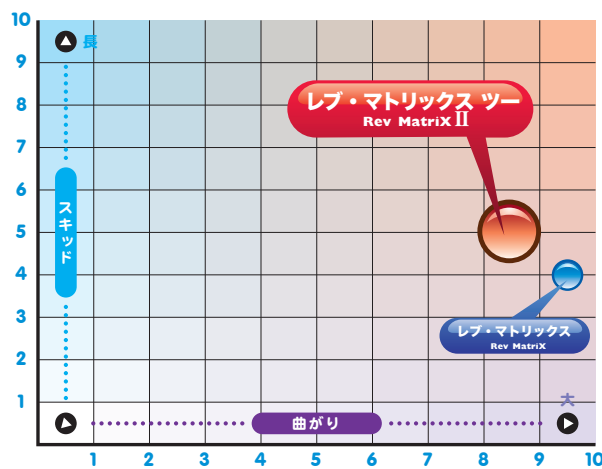 10
9
8
7
6
5
4
3
2
1
長
スキッド
レブ・マトリックス ツー
Rev MatriX II
レブ・マトリックス
Rev MatriX
大
曲がり
1 2 3 4 5 6 7 8 9 10